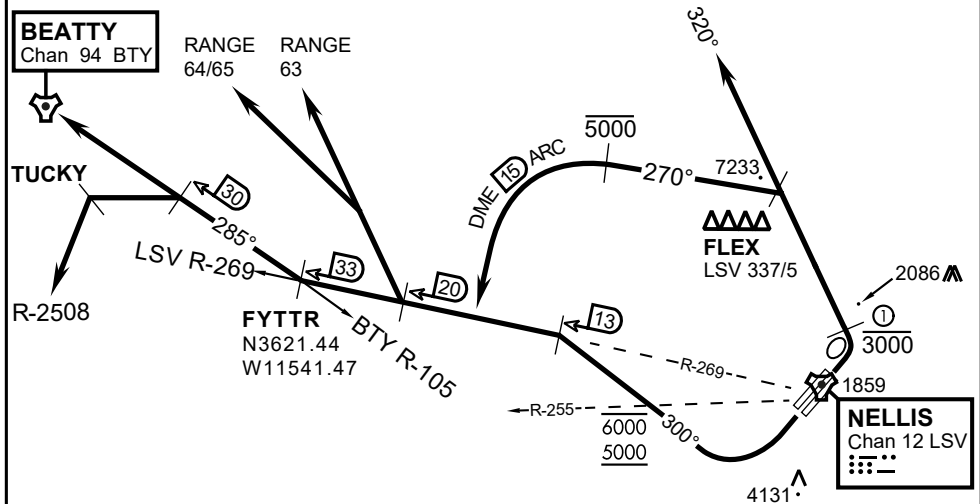 BEATTY
Chan 94 BTY
RANGE
64/65
RANGE
63
320°
5000
DME 15 ARC
270°
7233
TUCKY
30
285°
LSV R-269
33
20
FLEX
LSV 337/5
2086
R-2508
FYTTR
N3621.44
W11541.47
BTY R-105
13
1
3000
R-269
1859
R-255
6000
5000
300°
NELLIS
Chan 12 LSV
4131